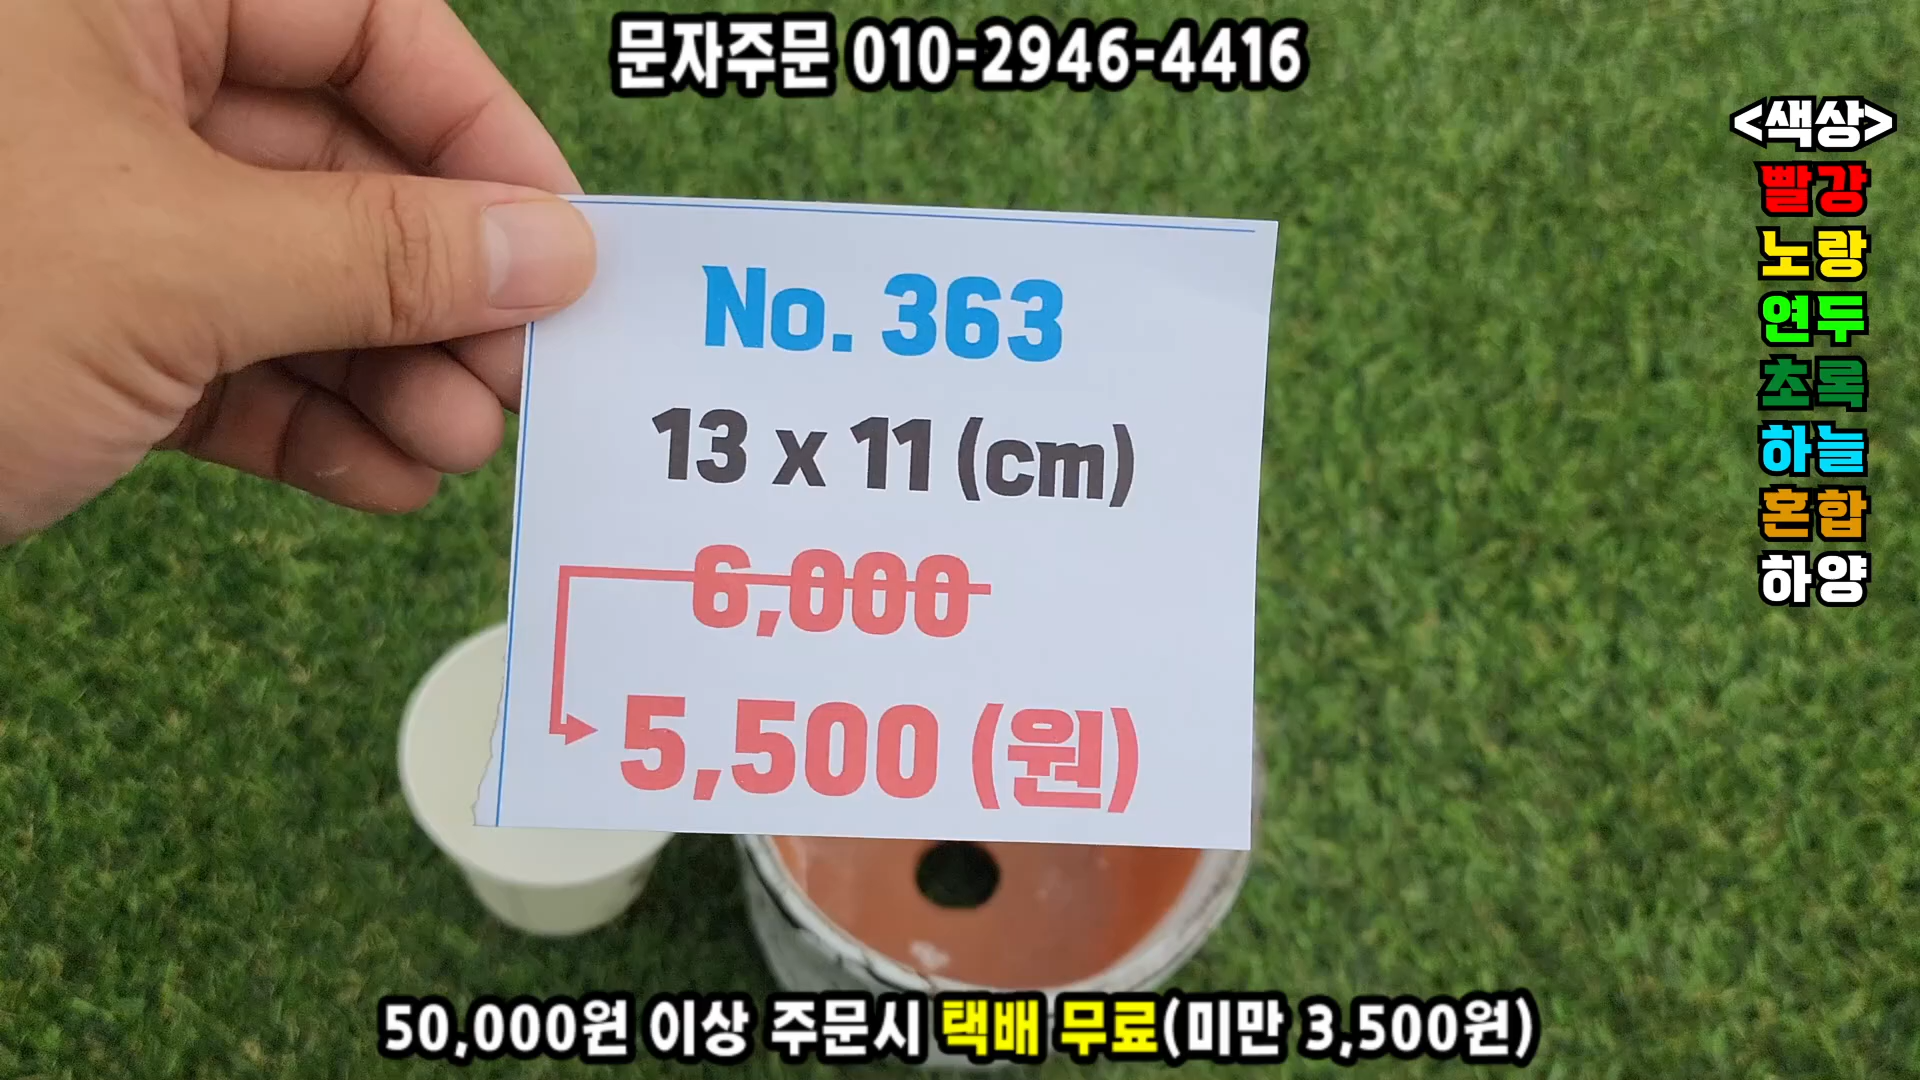 문자주문 010-2946-4416
<색상>
빨강
노랑
연두
초록
하늘
혼합
하양
No. 363
13 x 11 (cm)
6,000
5,500 (원)
50,000원 이상 주문시 택배 무료(미만 3,500원)